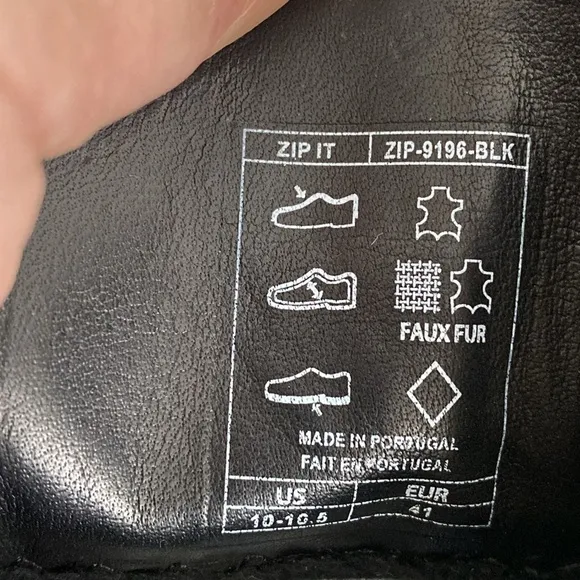 ZIP IT ZIP-9196-BLK
FAUX FUR
MADE IN PORTUGAL
FAIT EN PORTUGAL
US EUR
10-10.5 41